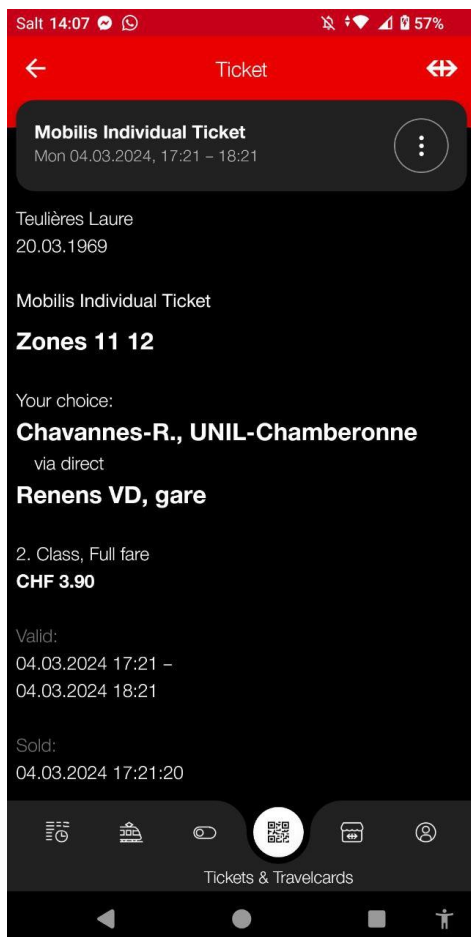 Salt 14:07 57%
Ticket
Mobilis Individual Ticket
Mon 04.03.2024, 17:21 – 18:21
Teulières Laure
20.03.1969
Mobilis Individual Ticket
Zones 11 12
Your choice:
Chavannes-R., UNIL-Chamberonne
via direct
Renens VD, gare
2. Class, Full fare
CHF 3.90
Valid:
04.03.2024 17:21 –
04.03.2024 18:21
Sold:
04.03.2024 17:21:20
Tickets & Travelcards